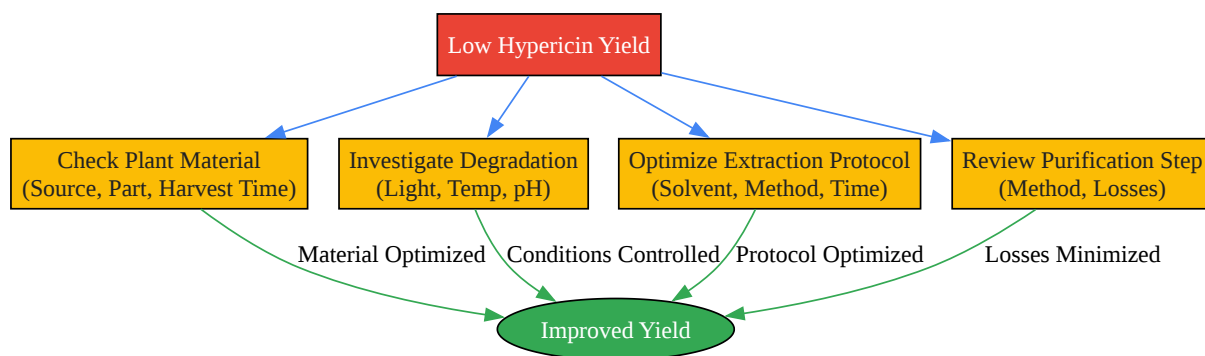 Low Hypericin Yield
Check Plant Material
(Source, Part, Harvest Time)
Investigate Degradation
(Light, Temp, pH)
Optimize Extraction Protocol
(Solvent, Method, Time)
Review Purification Step
(Method, Losses)
Material Optimized
Conditions Controlled
Protocol Optimized
Losses Minimized
Improved Yield